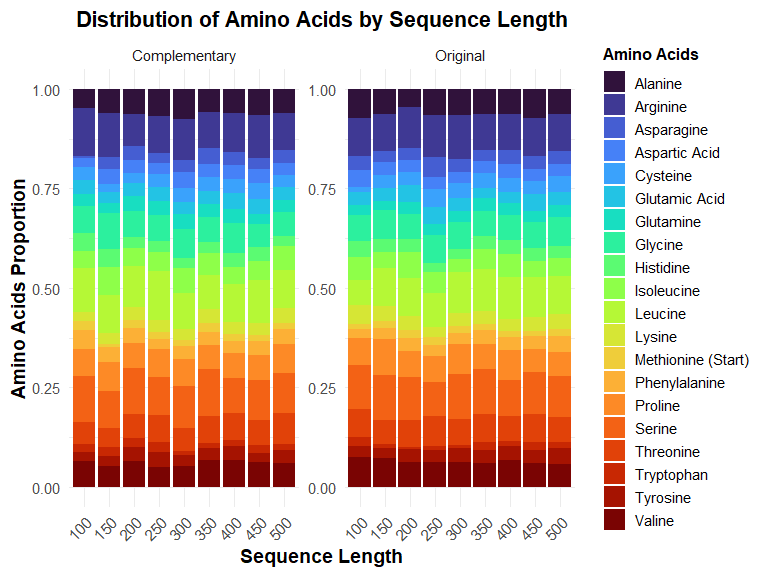 Distribution of Amino Acids by Sequence Length
Complementary
Original
Amino Acids Proportion
1.00
0.75
0.50
0.25
0.00
1.00
0.75
0.50
0.25
0.00
100
150
200
250
300
350
400
450
500
100
150
200
250
300
350
400
450
500
Sequence Length
Amino Acids
Alanine
Arginine
Asparagine
Aspartic Acid
Cysteine
Glutamic Acid
Glutamine
Glycine
Histidine
Isoleucine
Leucine
Lysine
Methionine (Start)
Phenylalanine
Proline
Serine
Threonine
Tryptophan
Tyrosine
Valine